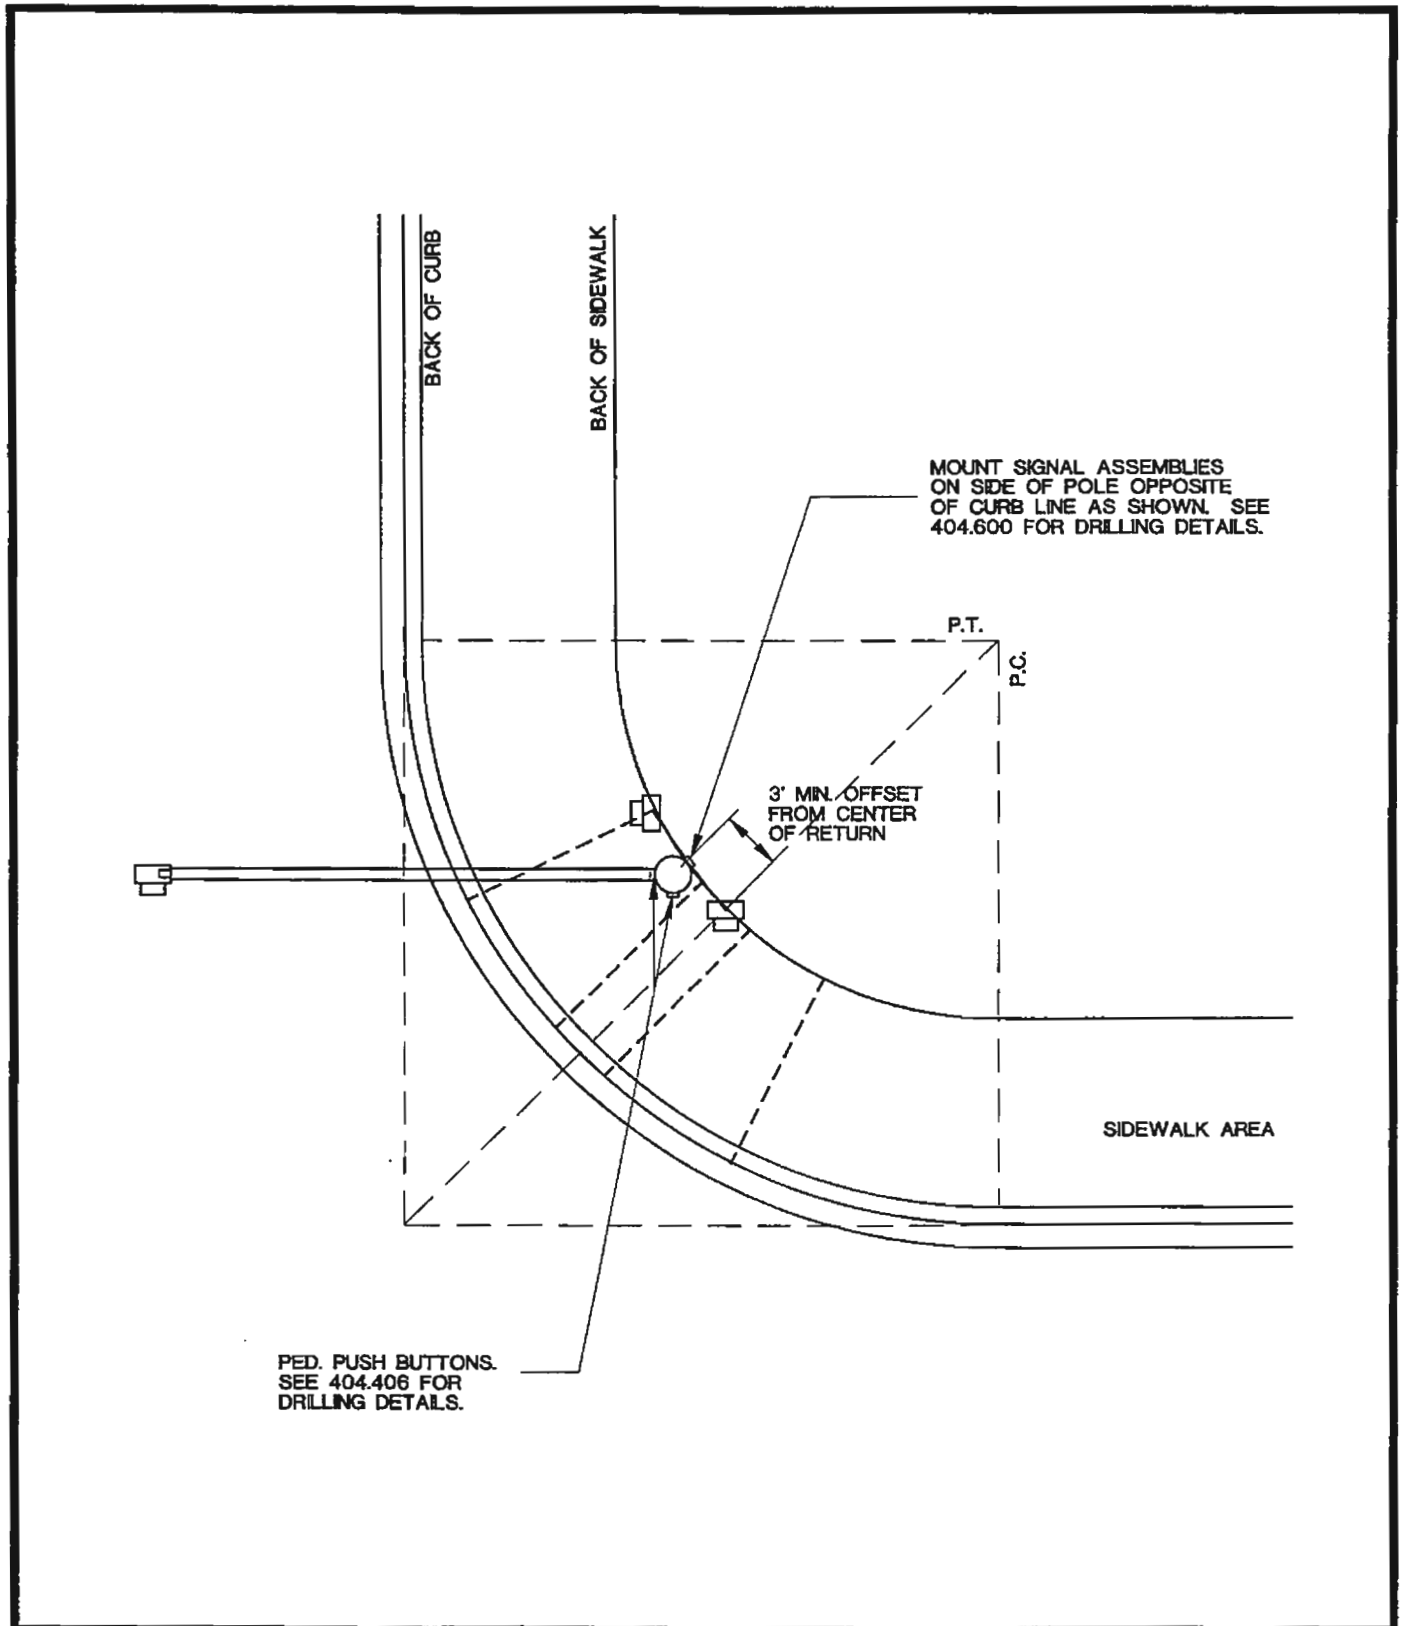 BACK OF CURB
BACK OF SIDEWALK
MOUNT SIGNAL ASSEMBLIES
ON SIDE OF POLE OPPOSITE
OF CURB LINE AS SHOWN. SEE
404.600 FOR DRILLING DETAILS.
P.T.
P.C.
3' MIN. OFFSET
FROM CENTER
OF RETURN
SIDEWALK AREA
PED. PUSH BUTTONS.
SEE 404.406 FOR
DRILLING DETAILS.